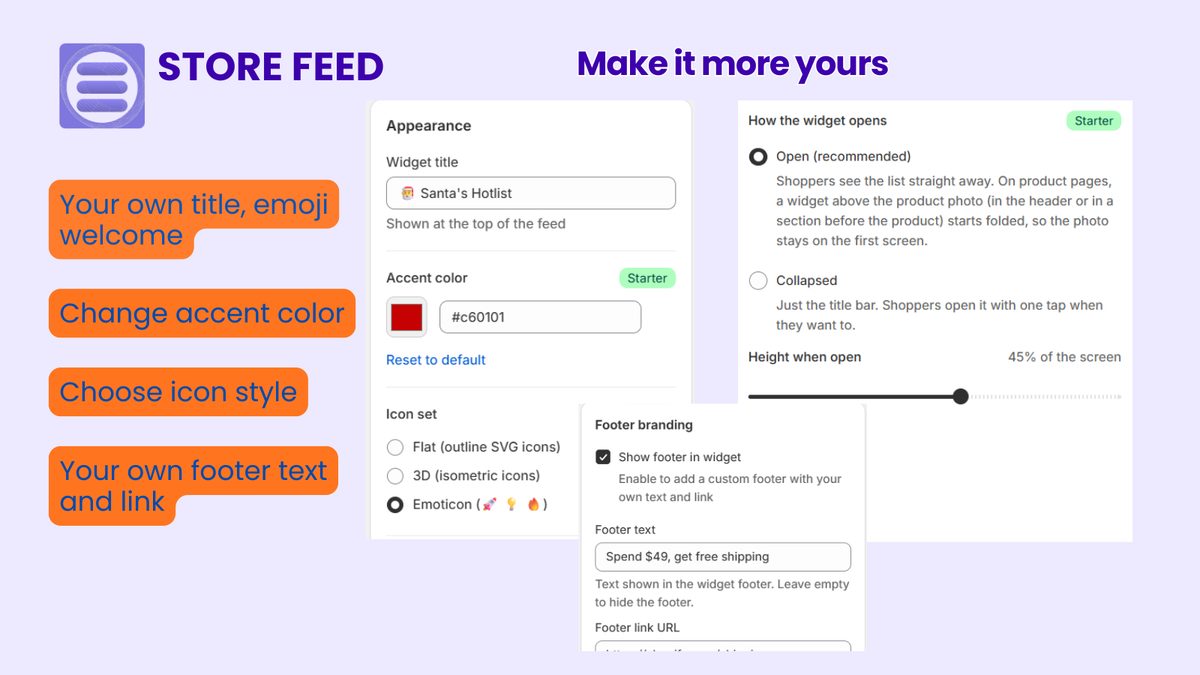 STORE FEED
Make it more yours
Your own title, emoji
welcome
Change accent color
Choose icon style
Your own footer text
and link
Appearance
Widget title
🎅 Santa's Hotlist
Shown at the top of the feed
Accent color
Starter
#c60101
Reset to default
Icon set
Flat (outline SVG icons)
3D (isometric icons)
Emoticon (🚀 💡 🔥 )
How the widget opens
Starter
Open (recommended)
Shoppers see the list straight away. On product pages,
a widget above the product photo (in the header or in a
section before the product) starts folded, so the photo
stays on the first screen.
Collapsed
Just the title bar. Shoppers open it with one tap when
they want to.
Height when open
45% of the screen
Footer branding
Show footer in widget
Enable to add a custom footer with your
own text and link
Footer text
Spend $49, get free shipping
Text shown in the widget footer. Leave empty
to hide the footer.
Footer link URL